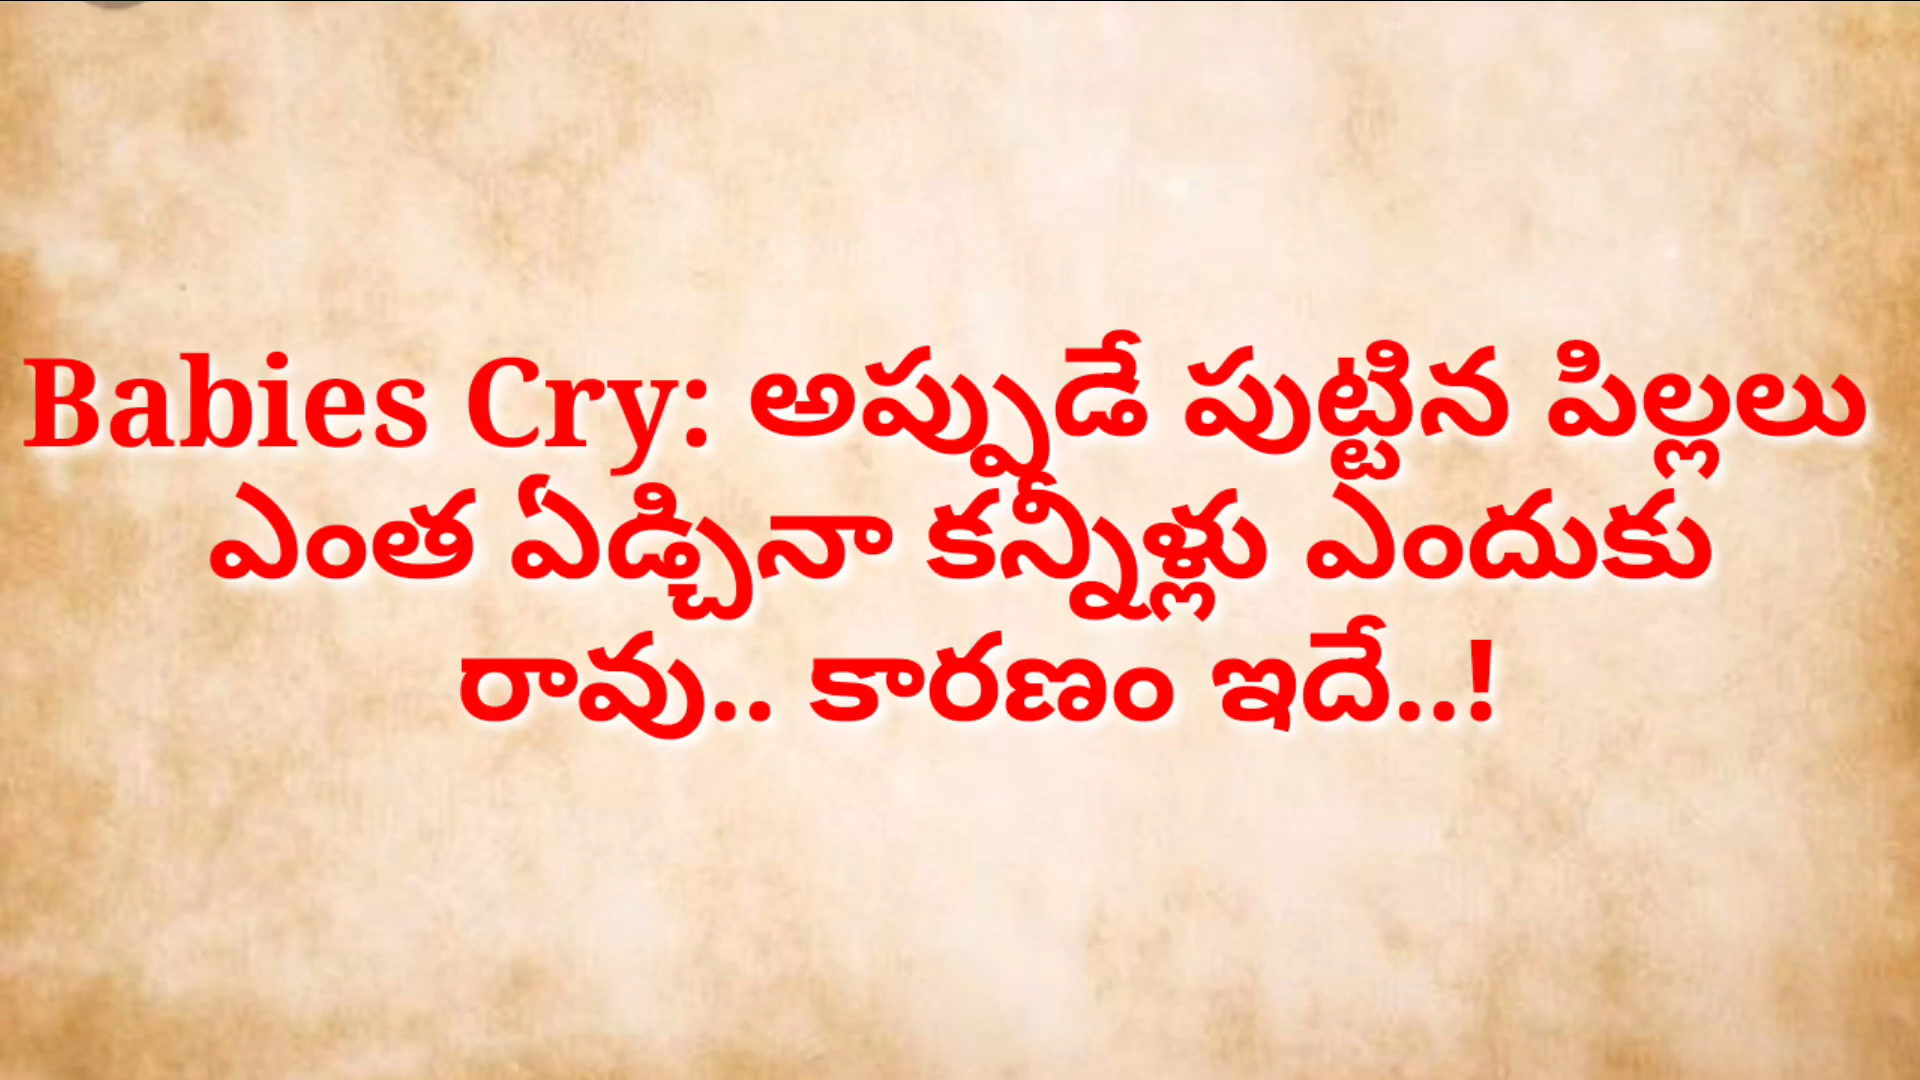 Babies Cry: అప్పుడే పుట్టిన పిల్లలు
ఎంత ఏడ్చినా కన్నీళ్లు ఎందుకు
రావు.. కారణం ఇదే..!